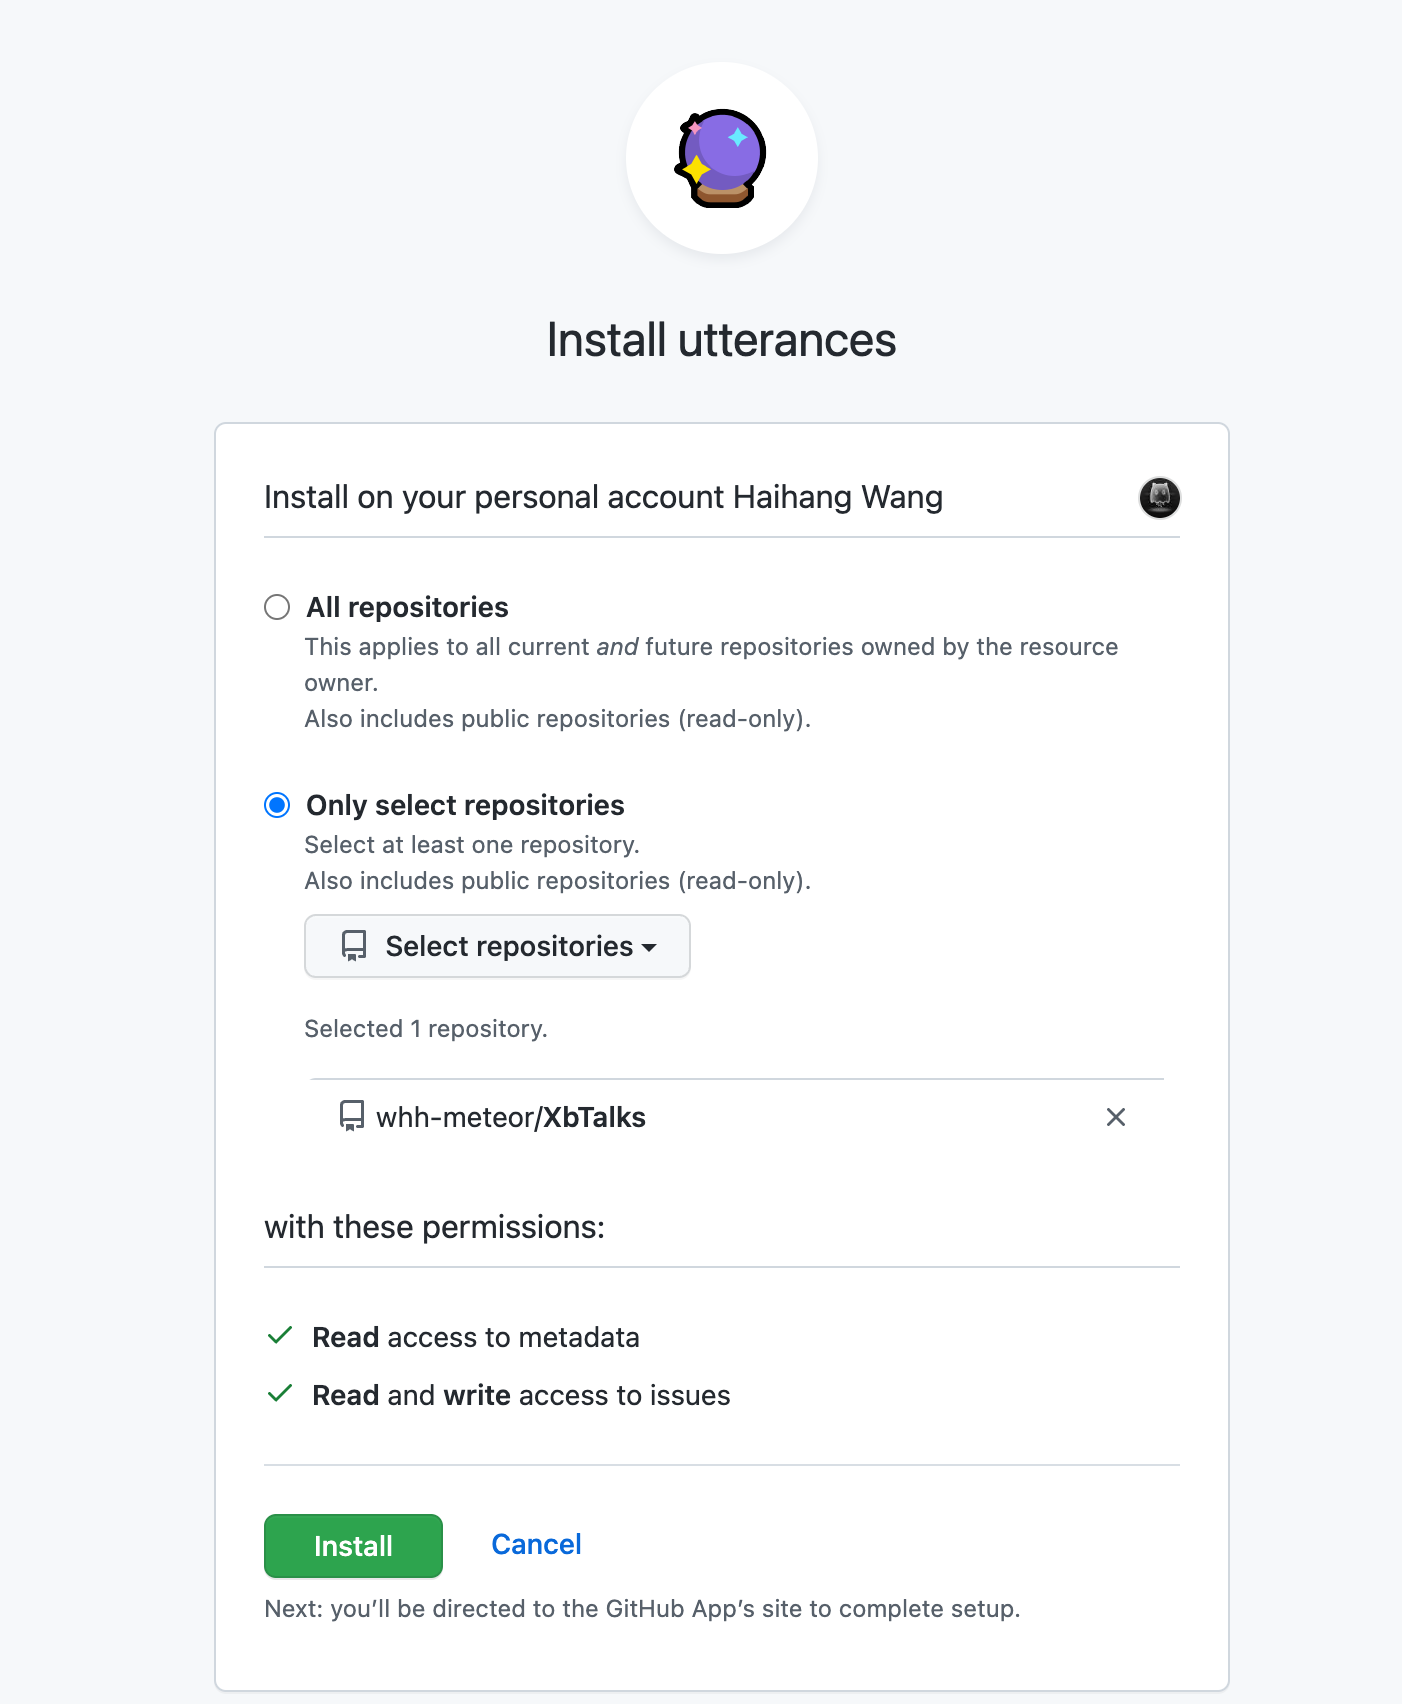 Install utterances
Install on your personal account Haihang Wang
All repositories
This applies to all current and future repositories owned by the resource
owner.
Also includes public repositories (read-only).
Only select repositories
Select at least one repository.
Also includes public repositories (read-only).
Select repositories
Selected 1 repository.
whh-meteor/XbTalks
with these permissions:
Read access to metadata
Read and write access to issues
Install Cancel
Next: you’ll be directed to the GitHub App’s site to complete setup.